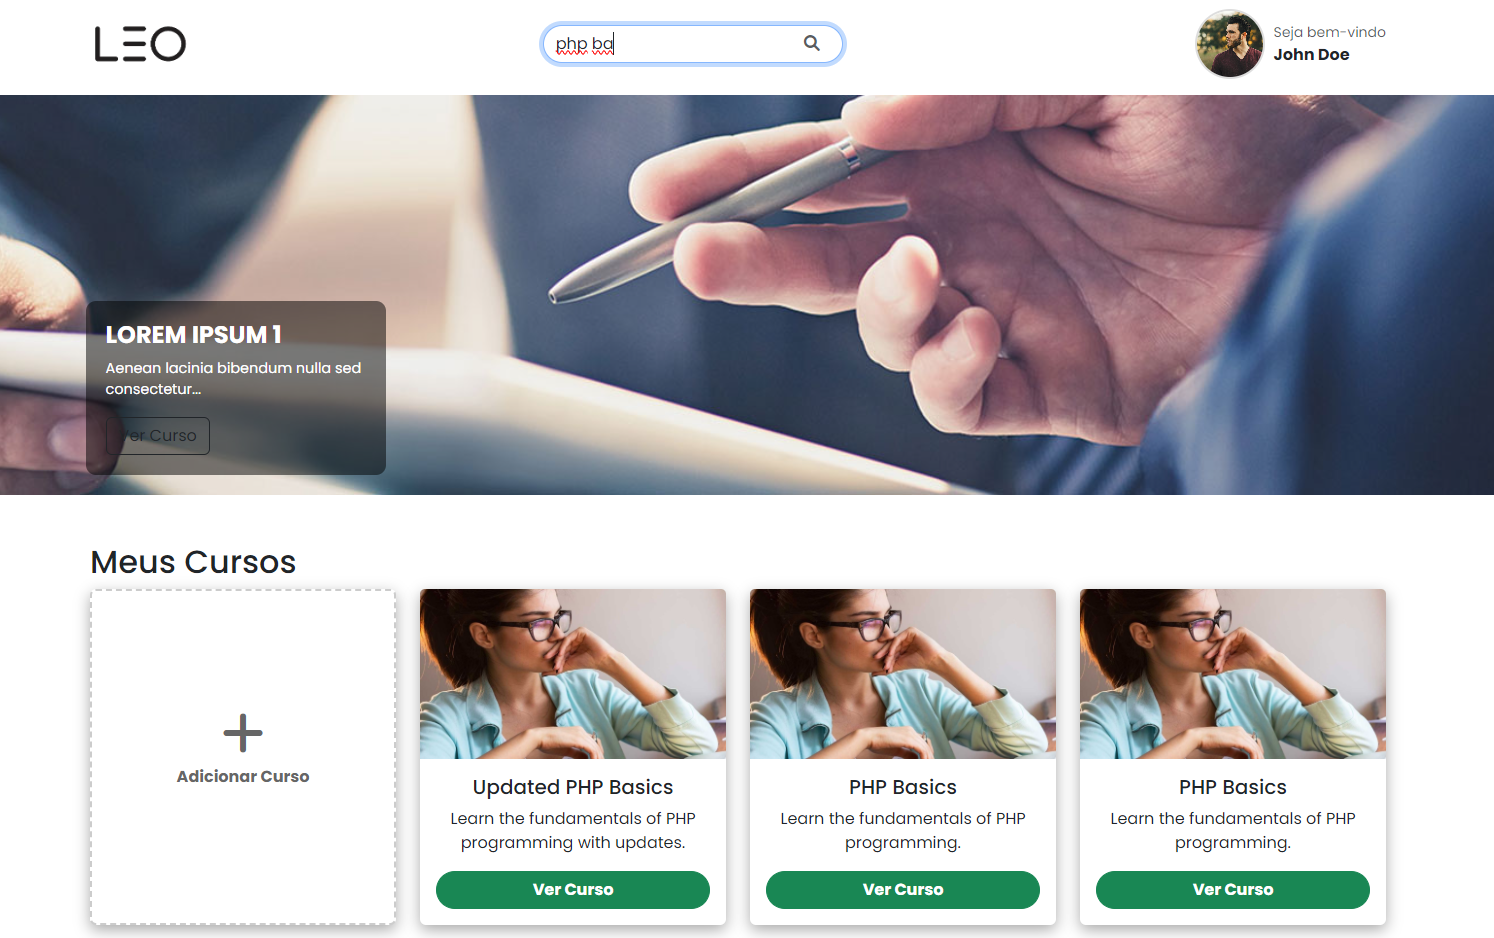 LEO
php ba
Seja bem-vindo
John Doe
LOREM IPSUM 1
Aenean lacinia bibendum nulla sed
consectetur...
Ver Curso
Meus Cursos
Adicionar Curso
Updated PHP Basics
Learn the fundamentals of PHP
programming with updates.
Ver Curso
PHP Basics
Learn the fundamentals of PHP
programming.
Ver Curso
PHP Basics
Learn the fundamentals of PHP
programming.
Ver Curso